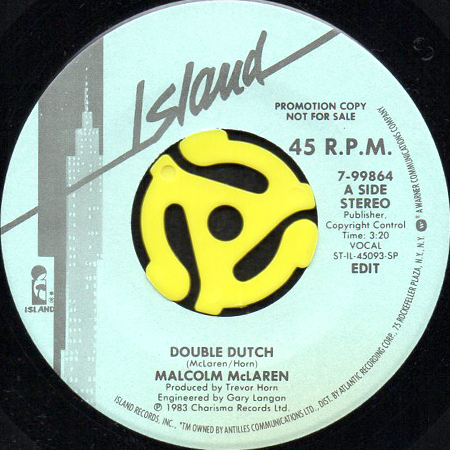 Island
PROMOTION COPY
NOT FOR SALE
45 R.P.M.
7-99864
A SIDE
STEREO
Publisher,
Copyright Control
Time: 3:20
VOCAL
ST-IL-45093-SP
EDIT
ISLAND
DOUBLE DUTCH
(McLaren/Horn)
MALCOLM McLAREN
Produced by Trevor Horn
Engineered by Gary Langan
℗ 1983 Charisma Records Ltd.
ISLAND RECORDS, INC., ™OWNED BY ANTILLES COMMUNICATIONS LTD., DIST. BY ATLANTIC RECORDING CORP., 75 ROCKEFELLER PLAZA, N.Y., N.Y. A WARNER COMMUNICATIONS COMPANY